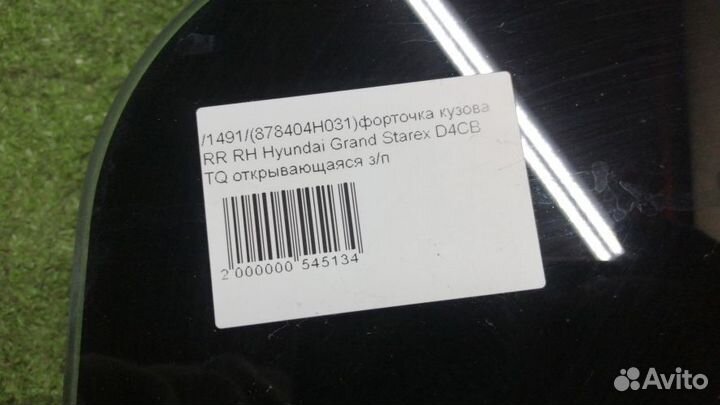 /1491/(878404H031)форточка кузова
RR RH Hyundai Grand Starex D4CB
TQ открывающаяся з/п
2 000000 545134
Avito